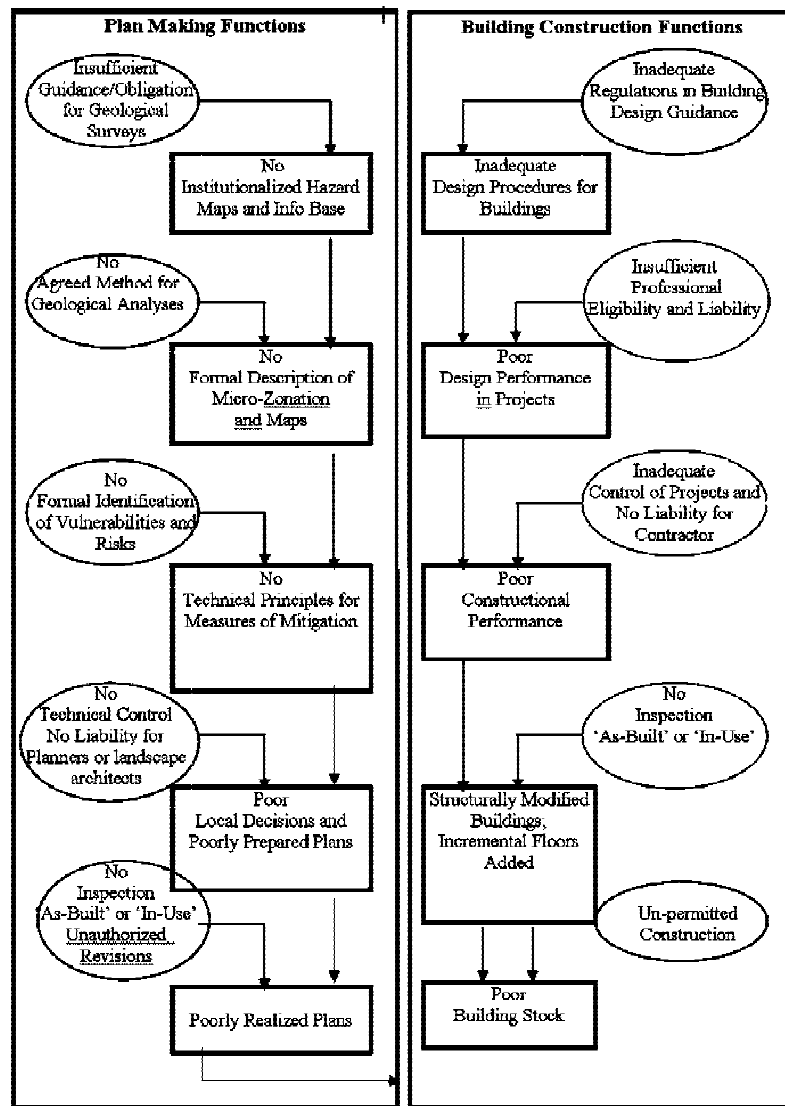 Plan Making Functions
Insufficient
Guidance/Obligation
for Geological
Surveys
No
Institutionalized Hazard
Maps and Info Base
No
Agreed Method for
Geological Analyses
No
Formal Description of
Micro-Zonation
and Maps
No
Formal Identification
of Vulnerabilities and
Risks
No
Technical Principles for
Measures of Mitigation
No
Technical Control
No Liability for
Planners or landscape
architects
Poor
Local Decisions and
Poorly Prepared Plans
No
Inspection
As-Built’ or ‘In-Use’
Unauthorized
Revisions
Poorly Realized Plans
Building Construction Functions
Inadequate
Regulations in Building
Design Guidance
Inadequate
Design Procedures for
Buildings
Insufficient
Professional
Eligibility and Liability
Poor
Design Performance
in Projects
Inadequate
Control of Projects and
No Liability for
Contractor
Poor
Constructional
Performance
No
Inspection
‘As-Built’ or ‘In-Use’
Structurally Modified
Buildings;
Incremental Floors
Added
Un-permitted
Construction
Poor
Building Stock